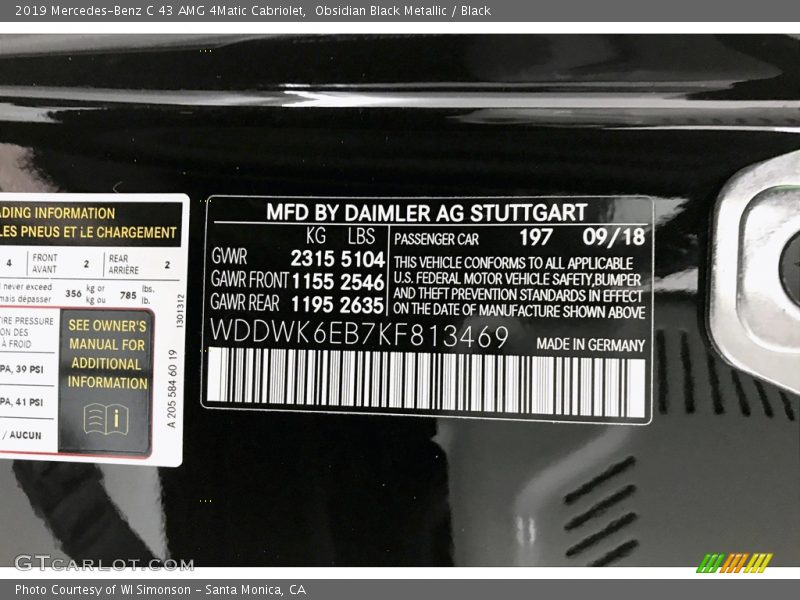 2019 Mercedes-Benz C 43 AMG 4Matic Cabriolet,  Obsidian Black Metallic / Black
ADING INFORMATION
LES PNEUS ET LE CHARGEMENT
4 FRONT AVANT 2 REAR ARRIÈRE 2
never exceed
mais dépasser 356 kg or kg ou 785 lbs. lb.
TIRE PRESSURE
ION DES
À FROID
PA, 39 PSI
PA, 41 PSI
/ AUCUN
SEE OWNER'S
MANUAL FOR
ADDITIONAL
INFORMATION
i
A 205 584 60 19
1301312
MFD BY DAIMLER AG STUTTGART
KG LBS
GVWR 2315 5104
GAWR FRONT 1155 2546
GAWR REAR 1195 2635
PASSENGER CAR 197 09/18
THIS VEHICLE CONFORMS TO ALL APPLICABLE
U.S. FEDERAL MOTOR VEHICLE SAFETY,BUMPER
AND THEFT PREVENTION STANDARDS IN EFFECT
ON THE DATE OF MANUFACTURE SHOWN ABOVE
WDDWK6EB7KF813469
MADE IN GERMANY
GTCARLOT.COM
Photo Courtesy of WI Simonson - Santa Monica, CA